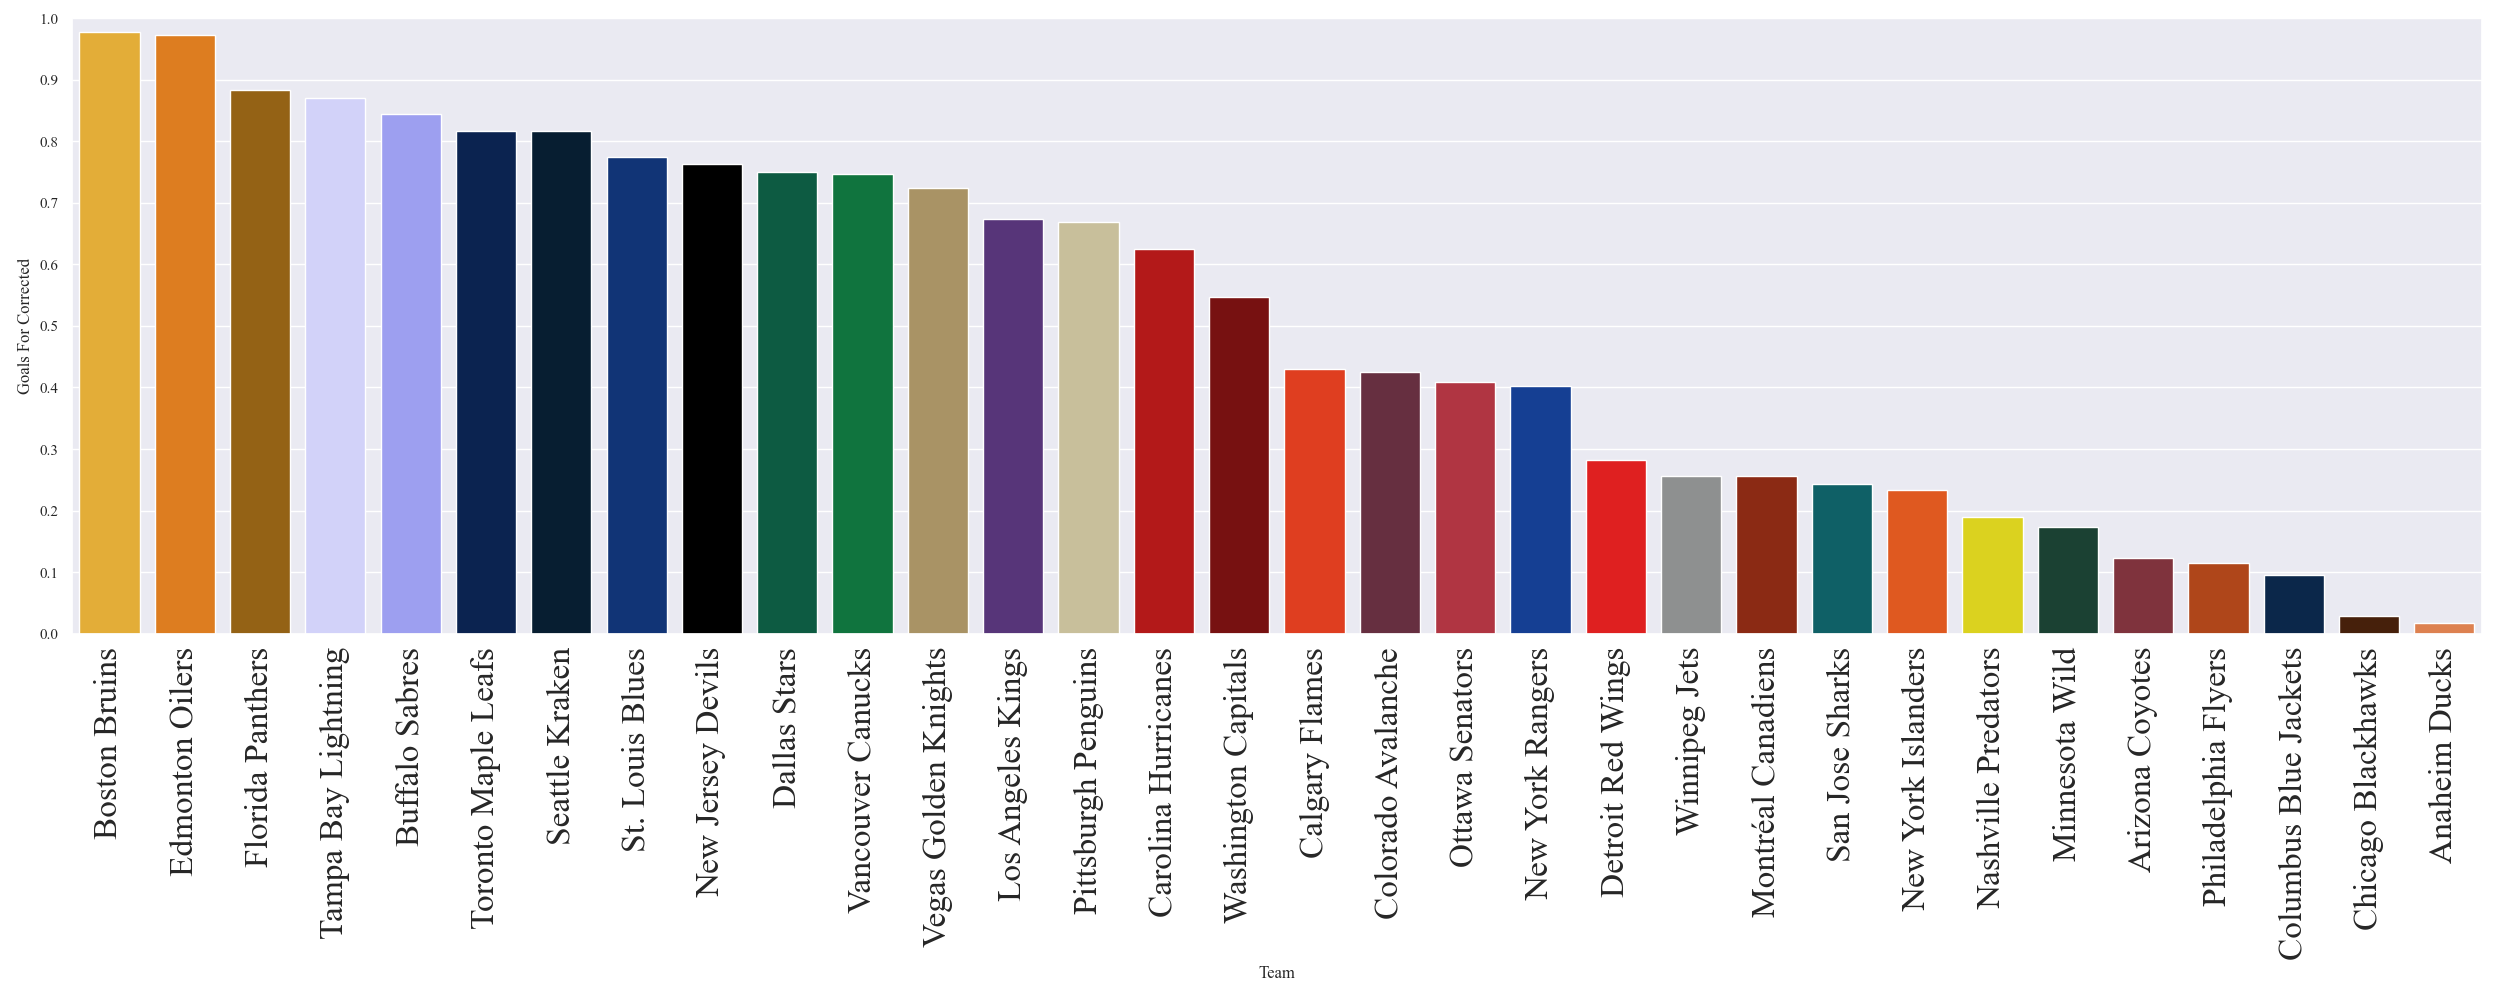 1.0
0.9
0.8
0.7
0.6
0.5
0.4
0.3
0.2
0.1
0.0
Goals For Corrected
Boston Bruins
Edmonton Oilers
Florida Panthers
Tampa Bay Lightning
Buffalo Sabres
Toronto Maple Leafs
Seattle Kraken
St. Louis Blues
New Jersey Devils
Dallas Stars
Vancouver Canucks
Vegas Golden Knights
Los Angeles Kings
Pittsburgh Penguins
Carolina Hurricanes
Washington Capitals
Calgary Flames
Colorado Avalanche
Ottawa Senators
New York Rangers
Detroit Red Wings
Winnipeg Jets
Montréal Canadiens
San Jose Sharks
New York Islanders
Nashville Predators
Minnesota Wild
Arizona Coyotes
Philadelphia Flyers
Columbus Blue Jackets
Chicago Blackhawks
Anaheim Ducks
Team